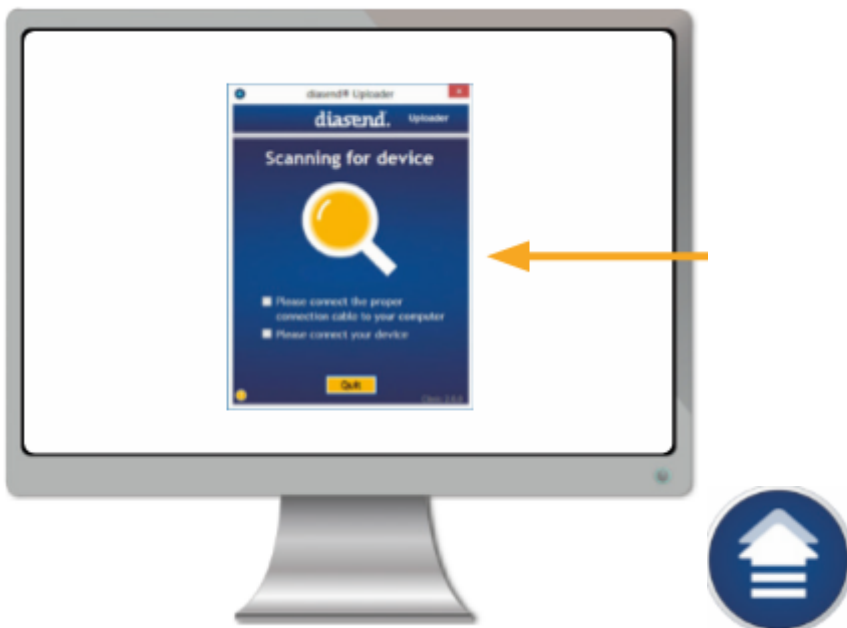 diasend® Uploader
diasend. Uploader
Scanning for device
Please connect the proper
connection cable to your computer
Please connect your device
Quit